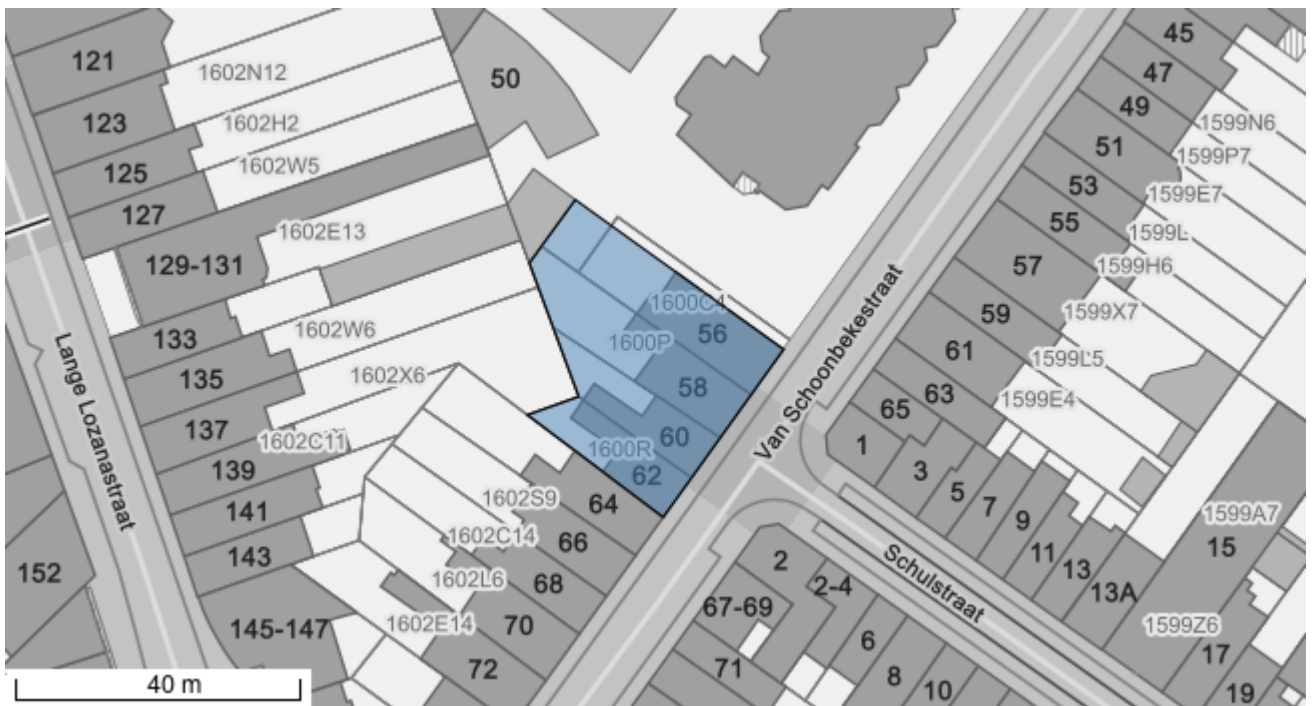 45
121
1602N12
50
47
49
123
1602H2
51
1599N6
125
1602W5
1599P7
53
1599E7
127
55
1602E13
1599L
129-131
57
1599H6
1600C4
56
59
1599X7
133
1602W6
1600P
61
1599L5
135
1602X6
58
63
1599E4
Van Schoonbekestraat
65
137
1602C11
60
1
Lange Lozanastraat
139
1600R
62
3
5
141
1602S9
64
7
9
1599A7
143
1602C14
66
11
15
152
1602L6
68
2
2-4
Schulstraat
13
13A
67-69
145-147
1602E14
70
6
1599Z6
17
72
71
8
10
19
40 m